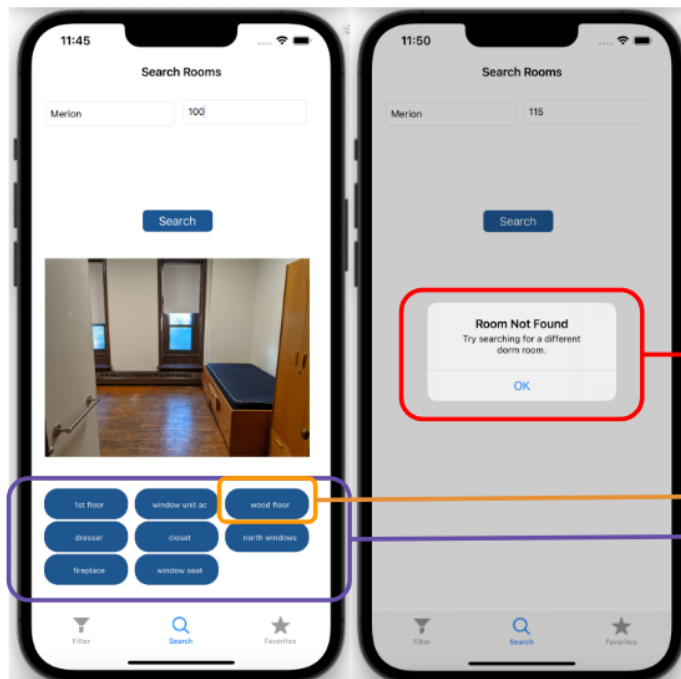 11:45
Search Rooms
Merion 100
Search
1st floor window unit ac wood floor
dresser closet north windows
fireplace window seat
Filter Search Favorites
11:50
Search Rooms
Merion 115
Search
Room Not Found
Try searching for a different
dorm room.
OK
Filter Search Favorites